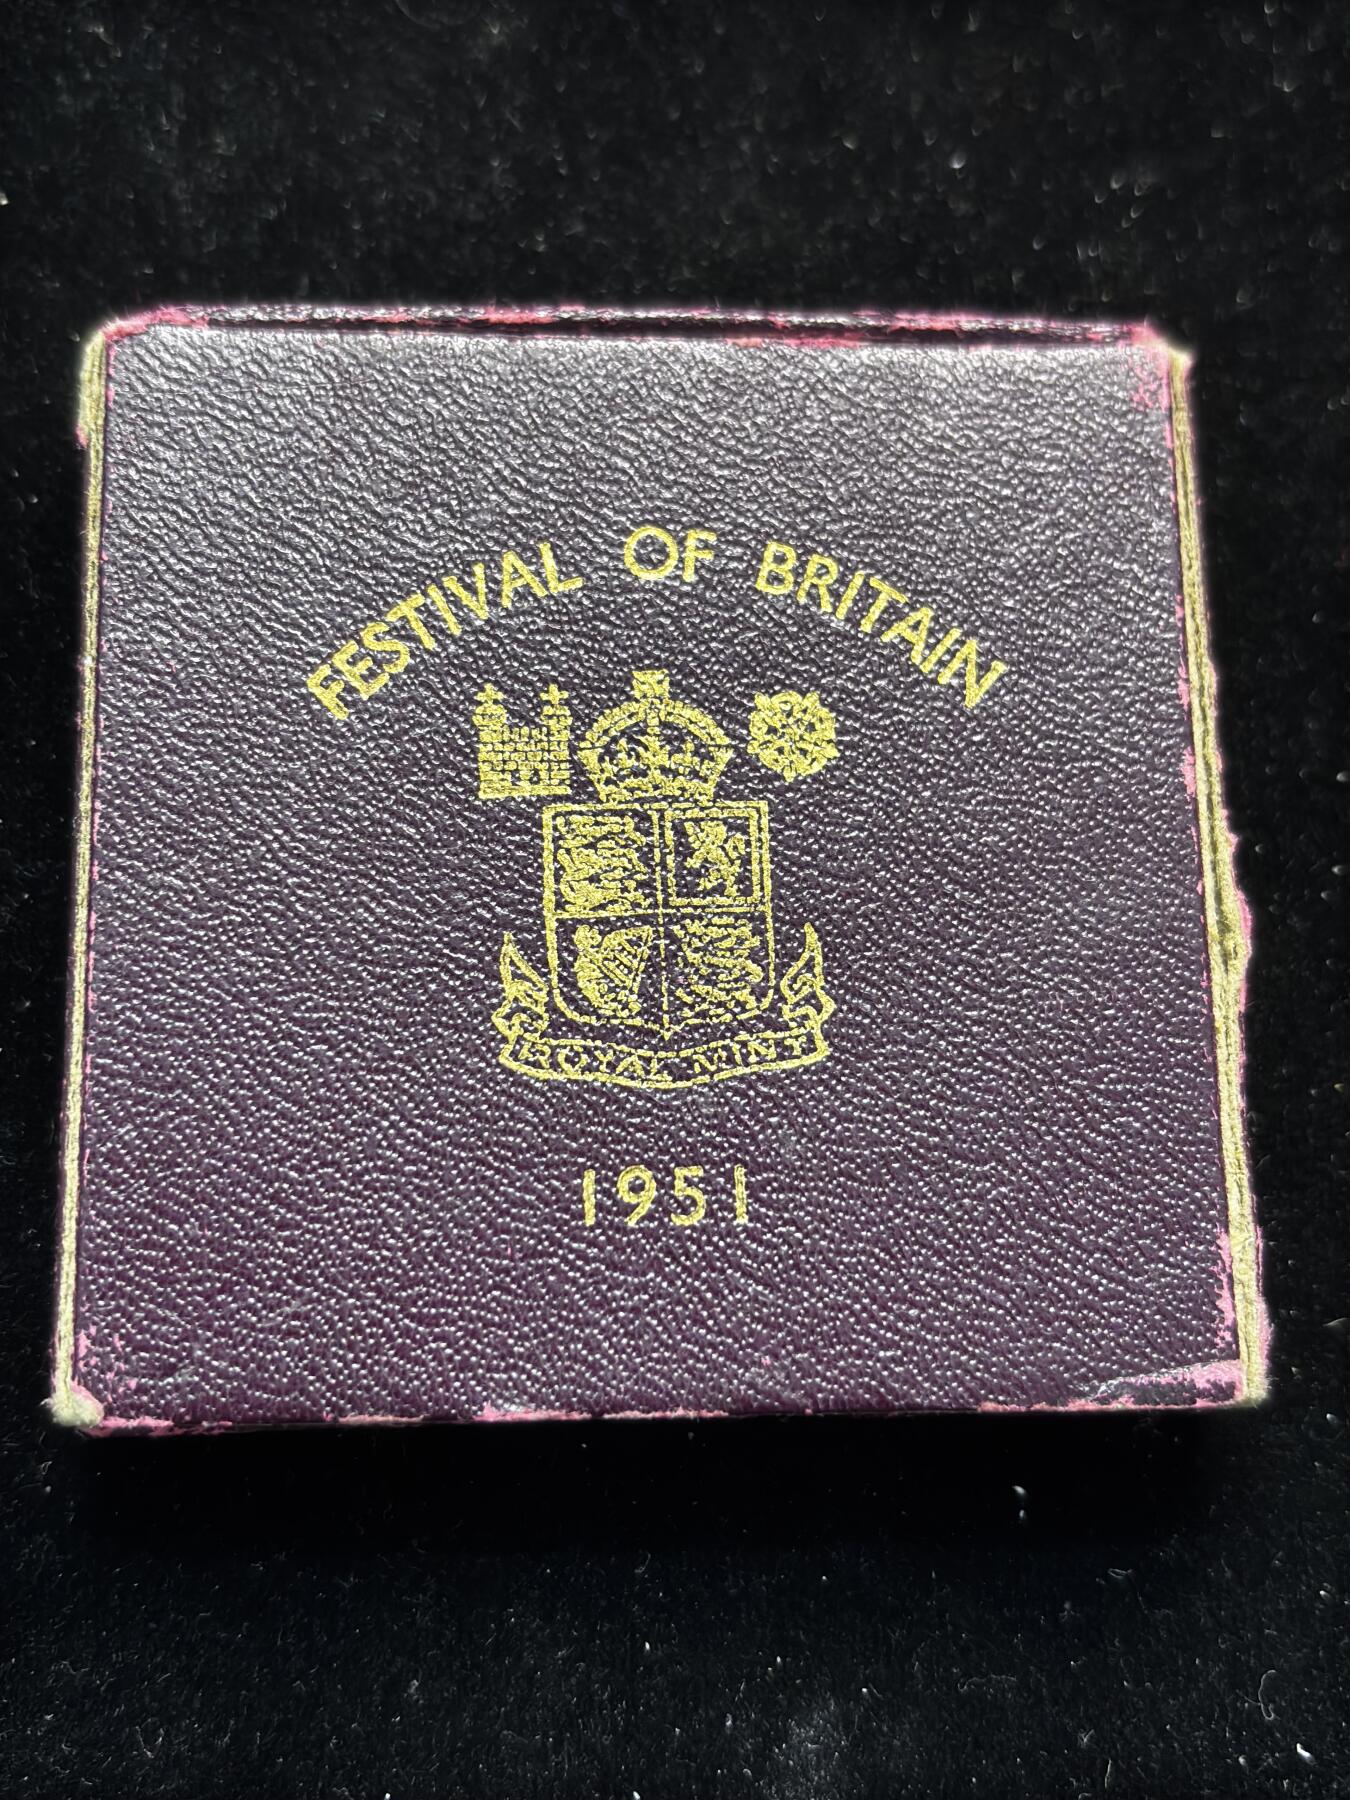 FESTIVAL OF BRITAIN
ROYAL MINT
1951